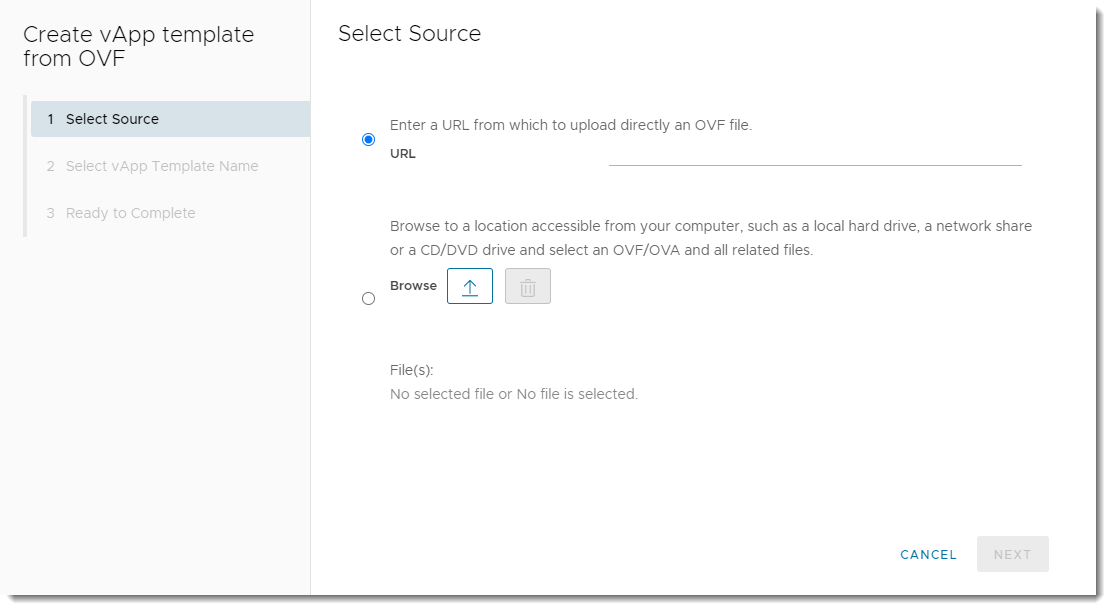 Create vApp template
from OVF
1 Select Source
2 Select vApp Template Name
3 Ready to Complete
Select Source
Enter a URL from which to upload directly an OVF file.
URL
Browse to a location accessible from your computer, such as a local hard drive, a network share
or a CD/DVD drive and select an OVF/OVA and all related files.
Browse
File(s):
No selected file or No file is selected.
CANCEL NEXT